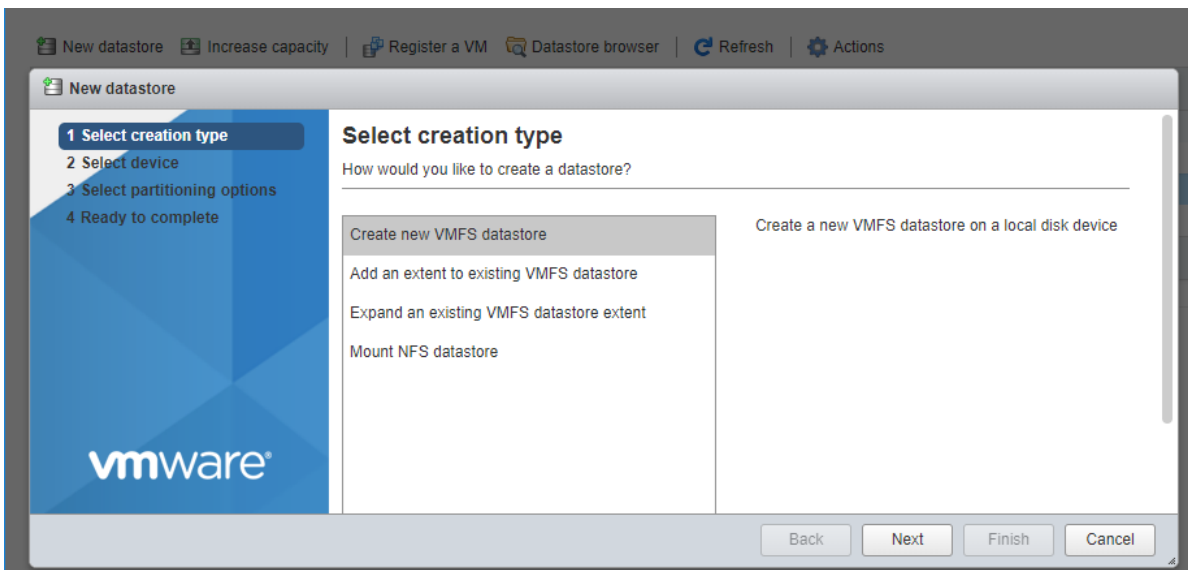 New datastore Increase capacity Register a VM Datastore browser Refresh Actions
New datastore
1 Select creation type
2 Select device
3 Select partitioning options
4 Ready to complete
vmware®
Select creation type
How would you like to create a datastore?
Create new VMFS datastore
Add an extent to existing VMFS datastore
Expand an existing VMFS datastore extent
Mount NFS datastore
Create a new VMFS datastore on a local disk device
Back Next Finish Cancel